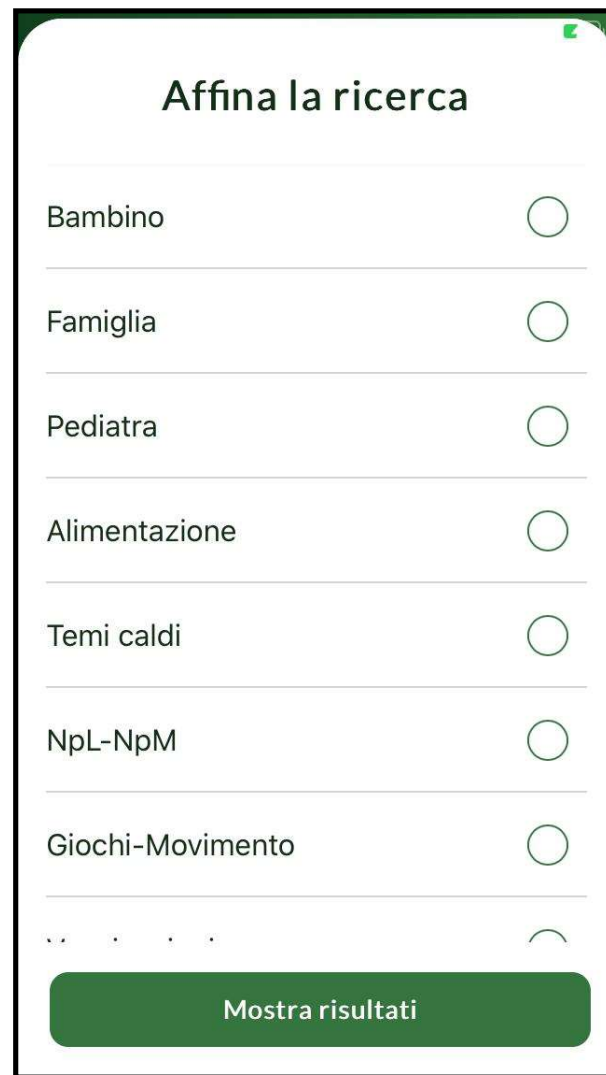 Affina la ricerca
Bambino
Famiglia
Pediatra
Alimentazione
Temi caldi
NpL-NpM
Giochi-Movimento
Mostra risultati